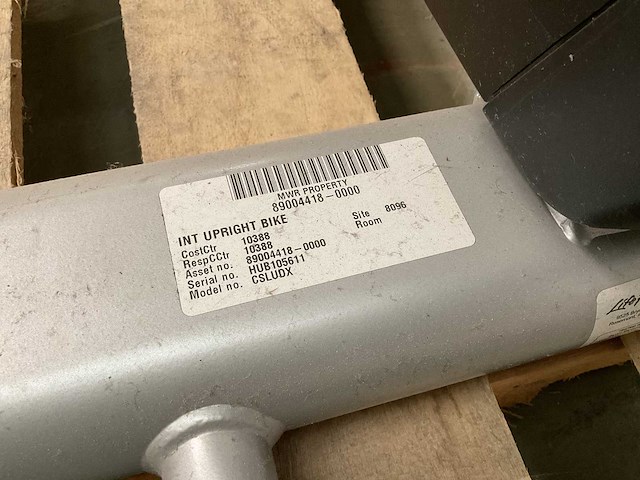 MWR PROPERTY
89004418-0000
INT UPRIGHT BIKE
CostCtr 10388 Site 8096
RespCCtr 10388 Room
Asset no. 89004418-0000
Serial no. HUB105611
Model no. CSLUDX